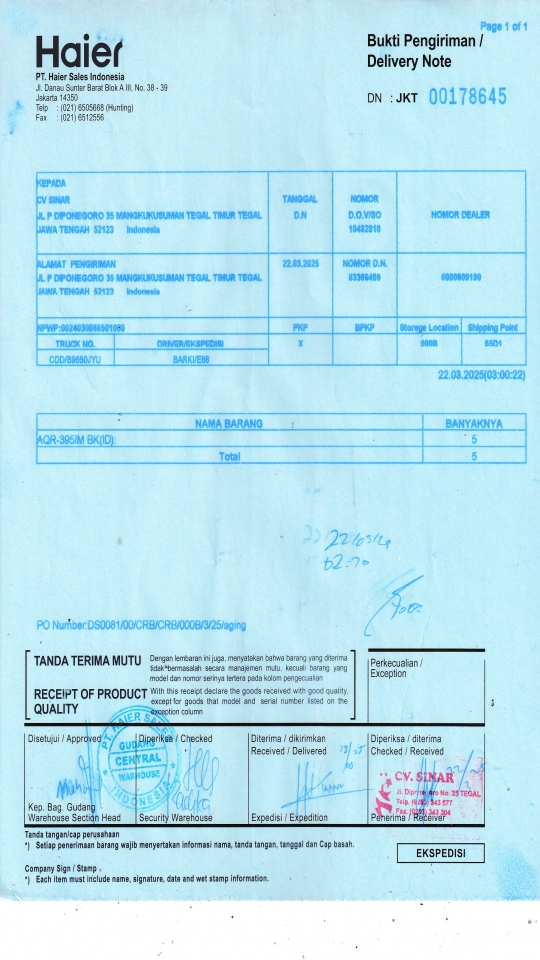 Page 1 of 1
Haier
Bukti Pengiriman /
Delivery Note
PT. Haier Sales Indonesia
Jl. Danau Sunter Barat Blok A III, No. 38 - 39
Jakarta 14350
Telp : (021) 6505668 (Hunting)
Fax : (021) 6512556
DN : JKT 00178645
KEPADA
CV SINAR
JL P DIPONEGORO 35 MANGKUKUSUMAN TEGAL TIMUR TEGAL
JAWA TENGAH 52123 Indonesia
TANGGAL
D.N
NOMOR
D.O.V/SO
10482810
NOMOR DEALER
ALAMAT PENGIRIMAN
JL P DIPONEGORO 35 MANGKUKUSUMAN TEGAL TIMUR TEGAL
JAWA TENGAH 52123 Indonesia
22.03.2025
NOMOR D.N.
83589409
PKP
BPKP
Storage Location
Shipping Point
TRUCK NO.
DRIVER/EKSPEDISI
X
000B
CDD/B9650JYU
22.03.2025(03:00:22)
NAMA BARANG
BANYAKNYA
AQR-395IM BK(ID):
5
Total
5
PO Number:DS0081/00/CRB/CRB/000B/3/25/aging
TANDA TERIMA MUTU
Dengan lembaran ini juga, menyatakan bahwa barang yang diterima
tidak bermasalah secara manajemen mutu, kecuali barang yang
model dan nomor serinya tertera pada kolom pengecualian
RECEIPT OF PRODUCT
QUALITY
With this receipt declare the goods received with good quality,
except for goods that model and serial number listed on the
exception column
Perkecualian /
Exception
Disetujui / Approved
Diperiksa / Checked
Diterima / dikirimkan
Received / Delivered
Diperiksa / diterima
Checked / Received
PT. HAIER SALES
GUDANG
CENTRAL
WAREHOUSE
INDONESIA
CV. SINAR
Kep. Bag. Gudang
Warehouse Section Head
Security Warehouse
Expedisi / Expedition
Penerima / Receiver
Tanda tangan/cap perusahaan
*) Setiap penerimaan barang wajib menyertakan informasi nama, tanda tangan, tanggal dan Cap basah.
EKSPEDISI
Company Sign / Stamp
*) Each item must include name, signature, date and wet stamp information.